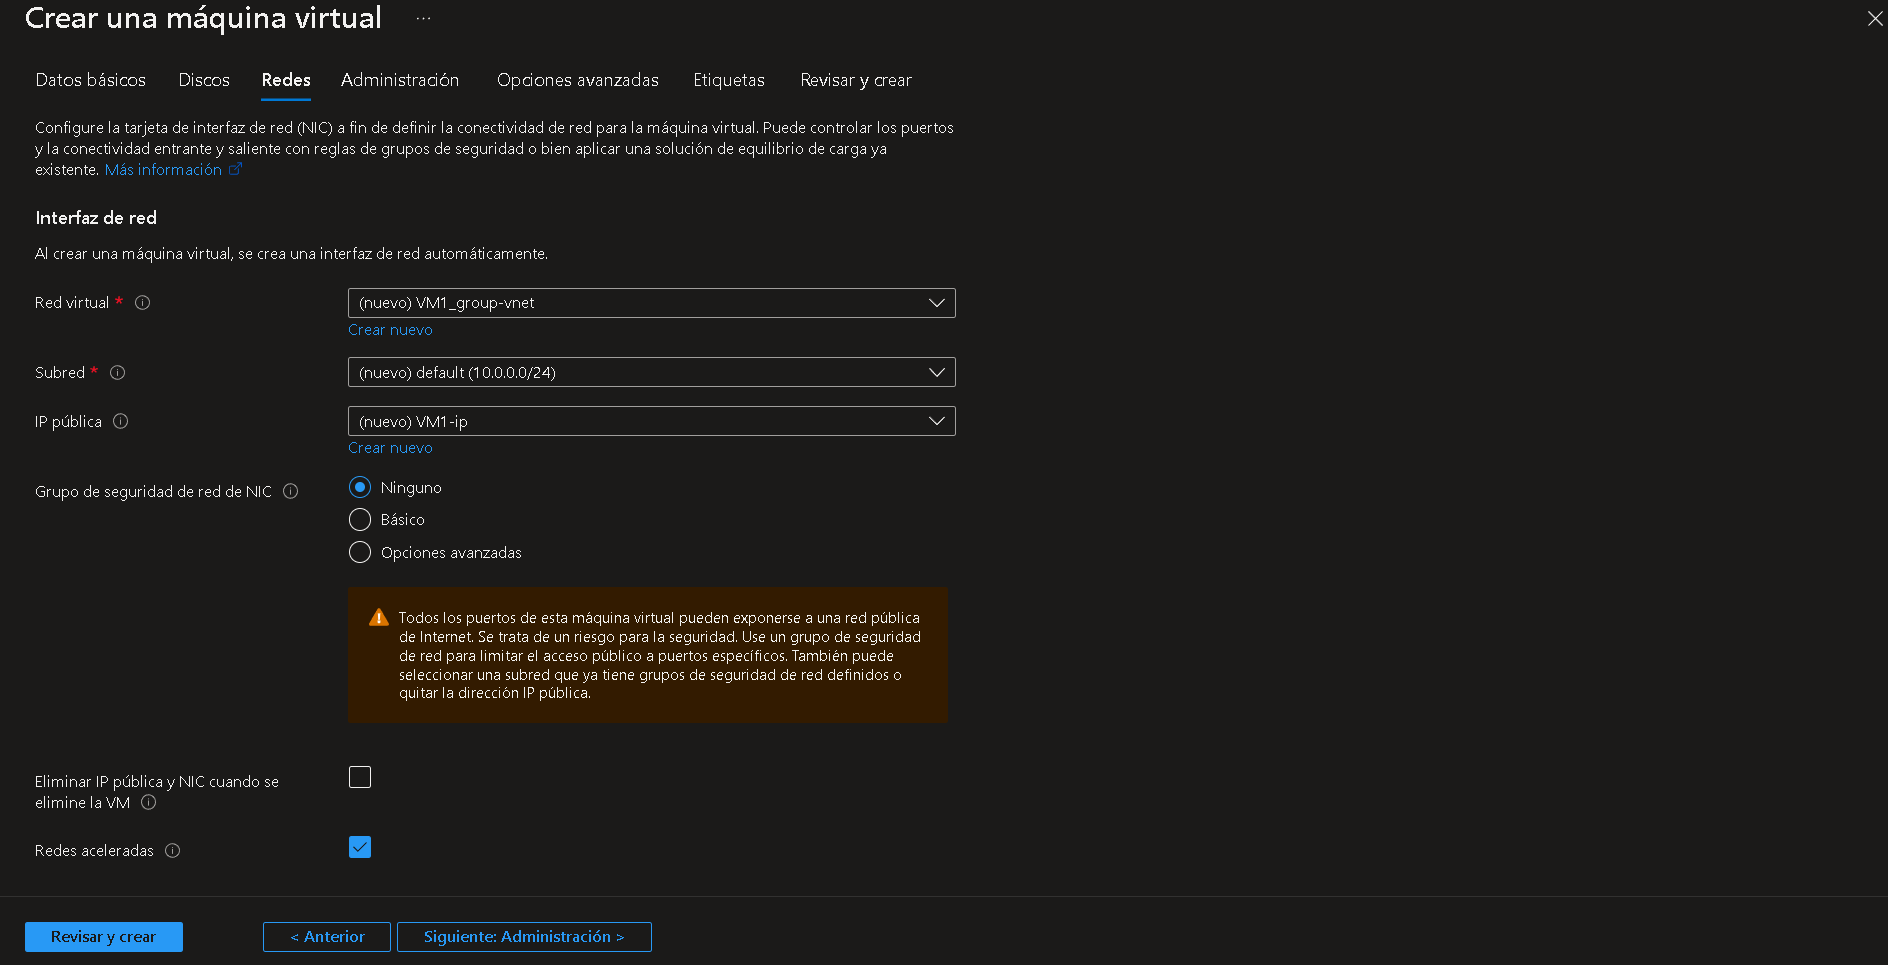 Crear una máquina virtual ...
Datos básicos Discos Redes Administración Opciones avanzadas Etiquetas Revisar y crear
Configure la tarjeta de interfaz de red (NIC) a fin de definir la conectividad de red para la máquina virtual. Puede controlar los puertos
y la conectividad entrante y saliente con reglas de grupos de seguridad o bien aplicar una solución de equilibrio de carga ya
existente. Más información
Interfaz de red
Al crear una máquina virtual, se crea una interfaz de red automáticamente.
Red virtual * (nuevo) VM1_group-vnet
Crear nuevo
Subred * (nuevo) default (10.0.0.0/24)
IP pública (nuevo) VM1-ip
Crear nuevo
Grupo de seguridad de red de NIC Ninguno
Básico
Opciones avanzadas
Todos los puertos de esta máquina virtual pueden exponerse a una red pública
de Internet. Se trata de un riesgo para la seguridad. Use un grupo de seguridad
de red para limitar el acceso público a puertos específicos. También puede
seleccionar una subred que ya tiene grupos de seguridad de red definidos o
quitar la dirección IP pública.
Eliminar IP pública y NIC cuando se
elimine la VM
Redes aceleradas
Revisar y crear < Anterior Siguiente: Administración >